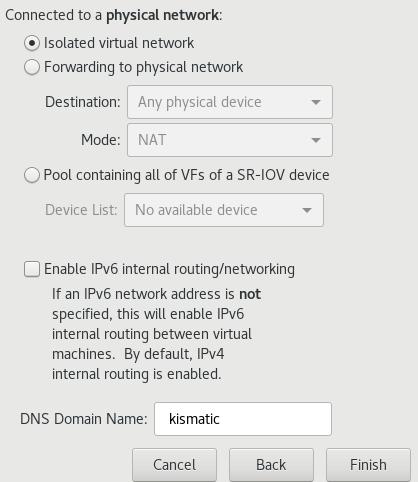 Connected to a physical network:
Isolated virtual network
Forwarding to physical network
Destination: Any physical device
Mode: NAT
Pool containing all of VFs of a SR-IOV device
Device List: No available device
Enable IPv6 internal routing/networking
If an IPv6 network address is not
specified, this will enable IPv6
internal routing between virtual
machines.  By default, IPv4
internal routing is enabled.
DNS Domain Name: kismatic
Cancel Back Finish